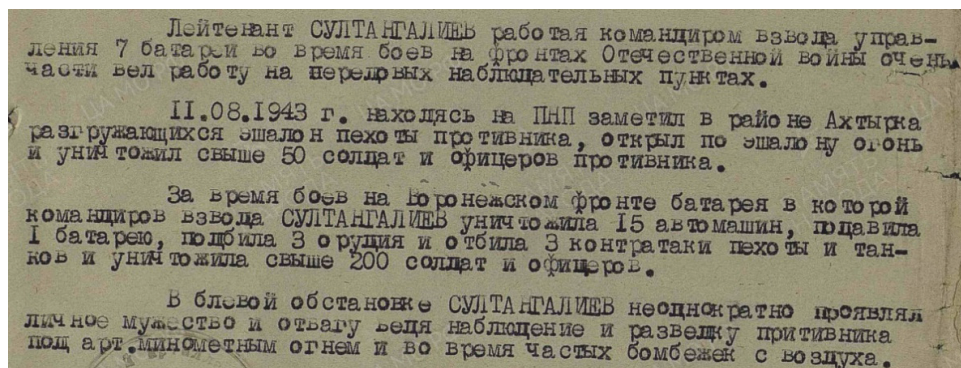 Лейтенант СУЛТАНГАЛИЕВ работая командиром взвода управ-
ления 7 батареи во время боев на фронтах Отечественной войны очень
части вел работу на передовых наблюдательных пунктах.
11.08.1943 г. находясь на ПНП заметил в районе Ахтырка
разгружающихся эшалон пехоты противника, открыл по эшалону огонь
и уничтожил свыше 50 солдат и офицеров противника.
За время боев на Воронежском фронте батарея в которой
командиров взвода СУЛТАНГАЛИЕВ уничтожила 15 автомашин, подавила
I батарею, подбила 3 орудия и отбила 3 контратаки пехоты и тан-
ков и уничтожила свыше 200 солдат и офицеров.
В блевой обстановке СУЛТАНГАЛИЕВ неоднократно проявлял
личное мужество и отвагу ведя наблюдение и разведку притивника
под арт.минометным огнем и во время частых бомбежек с воздуха.